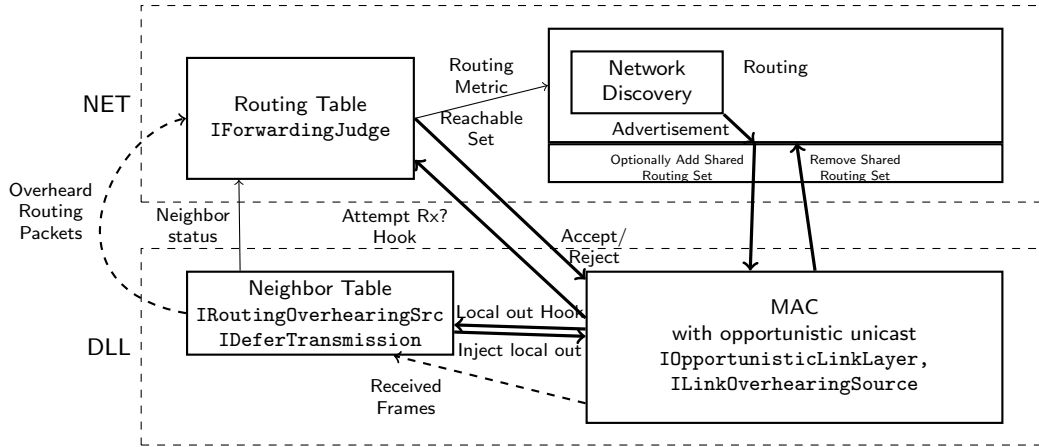 NET
Routing Table
IForwardingJudge
Routing
Metric
Reachable
Set
Network
Discovery
Routing
Advertisement
Optionally Add Shared
Routing Set
Remove Shared
Routing Set
Overheard
Routing
Packets
Neighbor
status
Attempt Rx?
Hook
Accept/
Reject
DLL
Neighbor Table
IRoutingOverhearingSrc
IDeferTransmission
Local out Hook
Inject local out
Received
Frames
MAC
with opportunistic unicast
IOpportunisticLinkLayer,
ILinkOverhearingSource